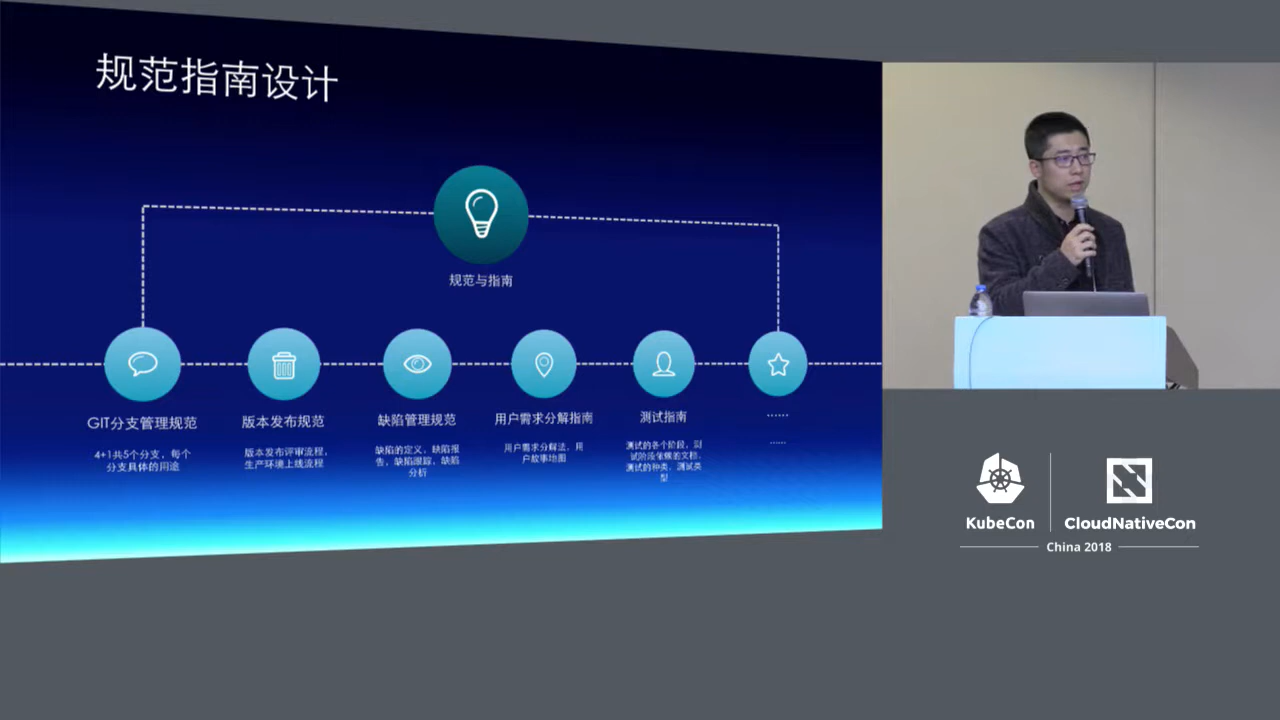 规范指南设计
规范与指南
GIT分支管理规范
4+1共5个分支，每个
分支具体的用途
版本发布规范
版本发布评审流程，
生产环境上线流程
缺陷管理规范
缺陷的定义、缺陷报
告、缺陷跟踪、缺陷
分析
用户需求分解指南
用户需求分解法，用
户故事地图
测试指南
测试的各个阶段，测
测试的种类，测试类
型
……
……
KubeCon
CloudNativeCon
China 2018